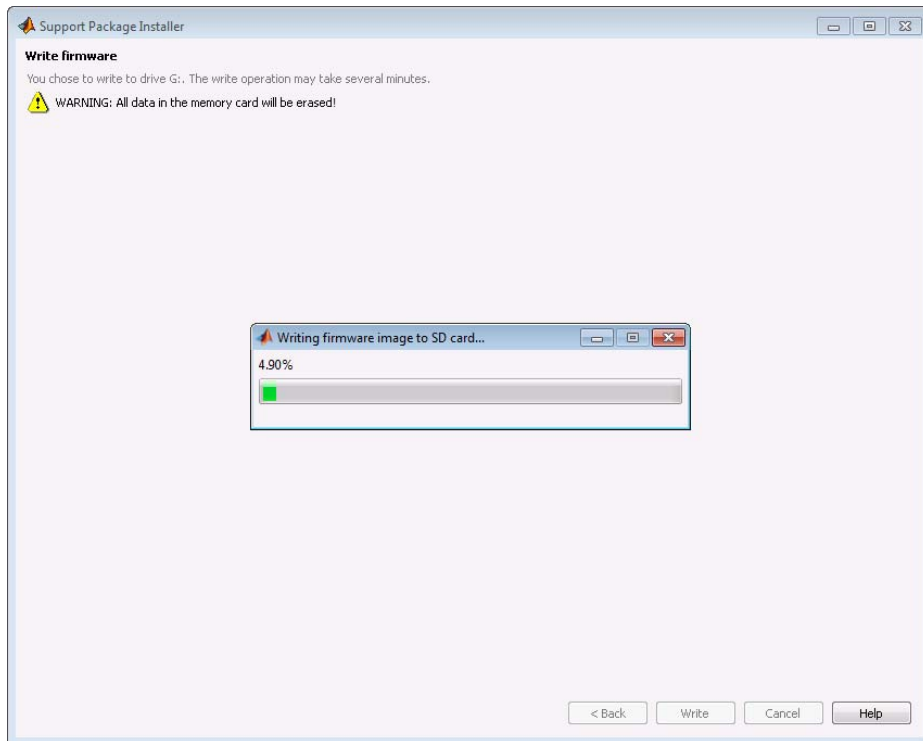 Support Package Installer
Write firmware
You chose to write to drive G:. The write operation may take several minutes.
WARNING: All data in the memory card will be erased!
Writing firmware image to SD card...
4.90%
< Back Write Cancel Help